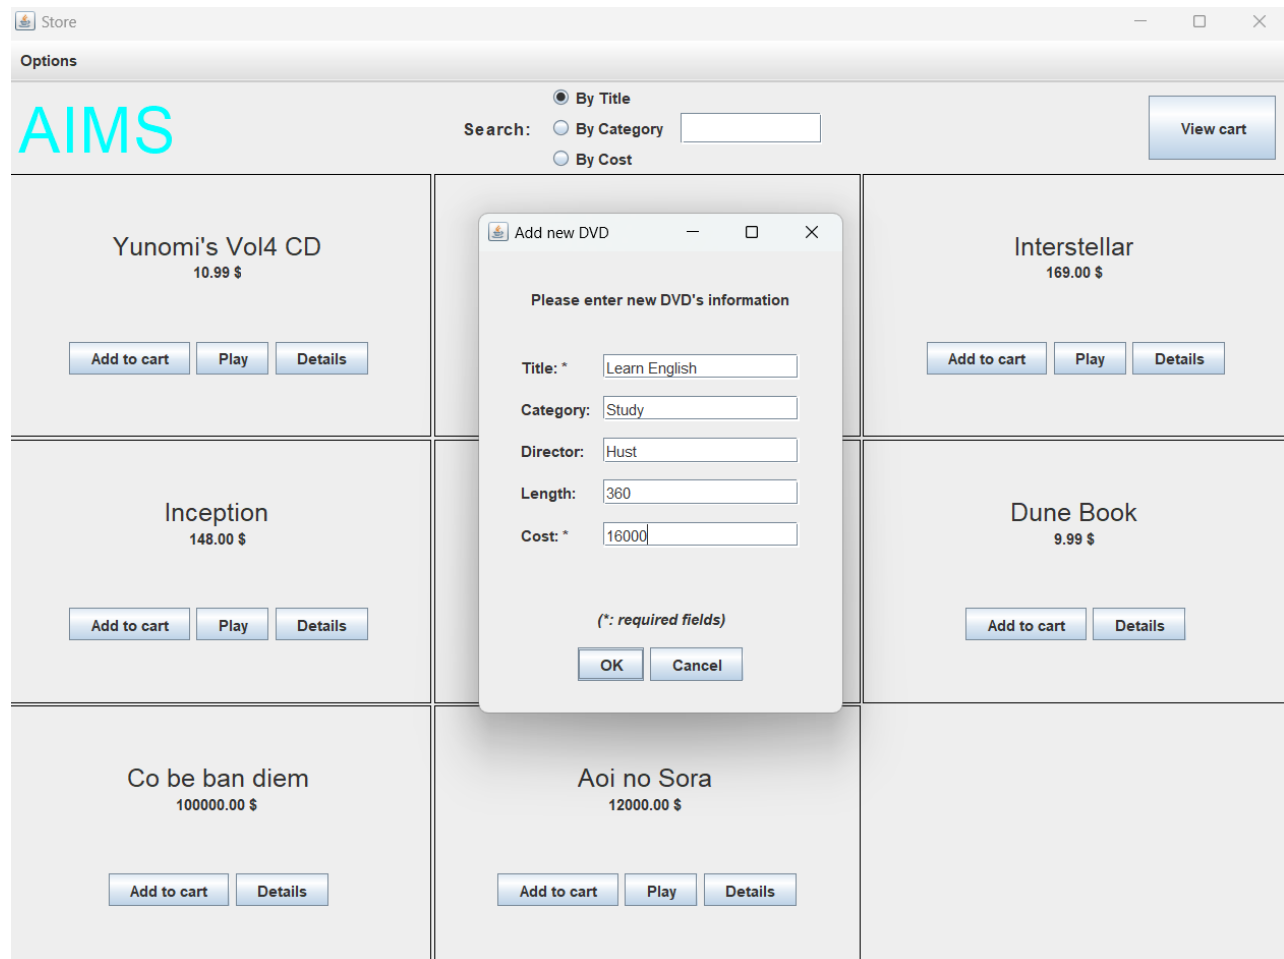 Store
Options
AIMS
Search:
By Title
By Category
By Cost
View cart
Yunomi's Vol4 CD
10.99 $
Add to cart Play Details
Interstellar
169.00 $
Add to cart Play Details
Inception
148.00 $
Add to cart Play Details
Dune Book
9.99 $
Add to cart Details
Co be ban diem
100000.00 $
Add to cart Details
Aoi no Sora
12000.00 $
Add to cart Play Details
Add new DVD
Please enter new DVD's information
Title: * Learn English
Category: Study
Director: Hust
Length: 360
Cost: * 16000
(*: required fields)
OK Cancel